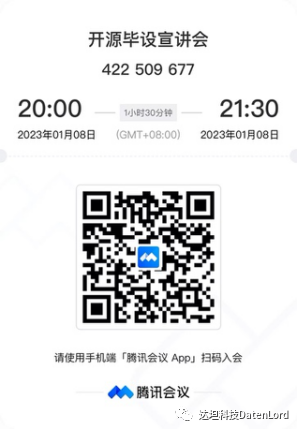 开源毕设宣讲会
422 509 677
20:00 1小时30分钟 21:30
2023年01月08日 (GMT+08:00) 2023年01月08日
请使用手机端「腾讯会议 App」扫码入会
腾讯会议
达坦科技DatenLord